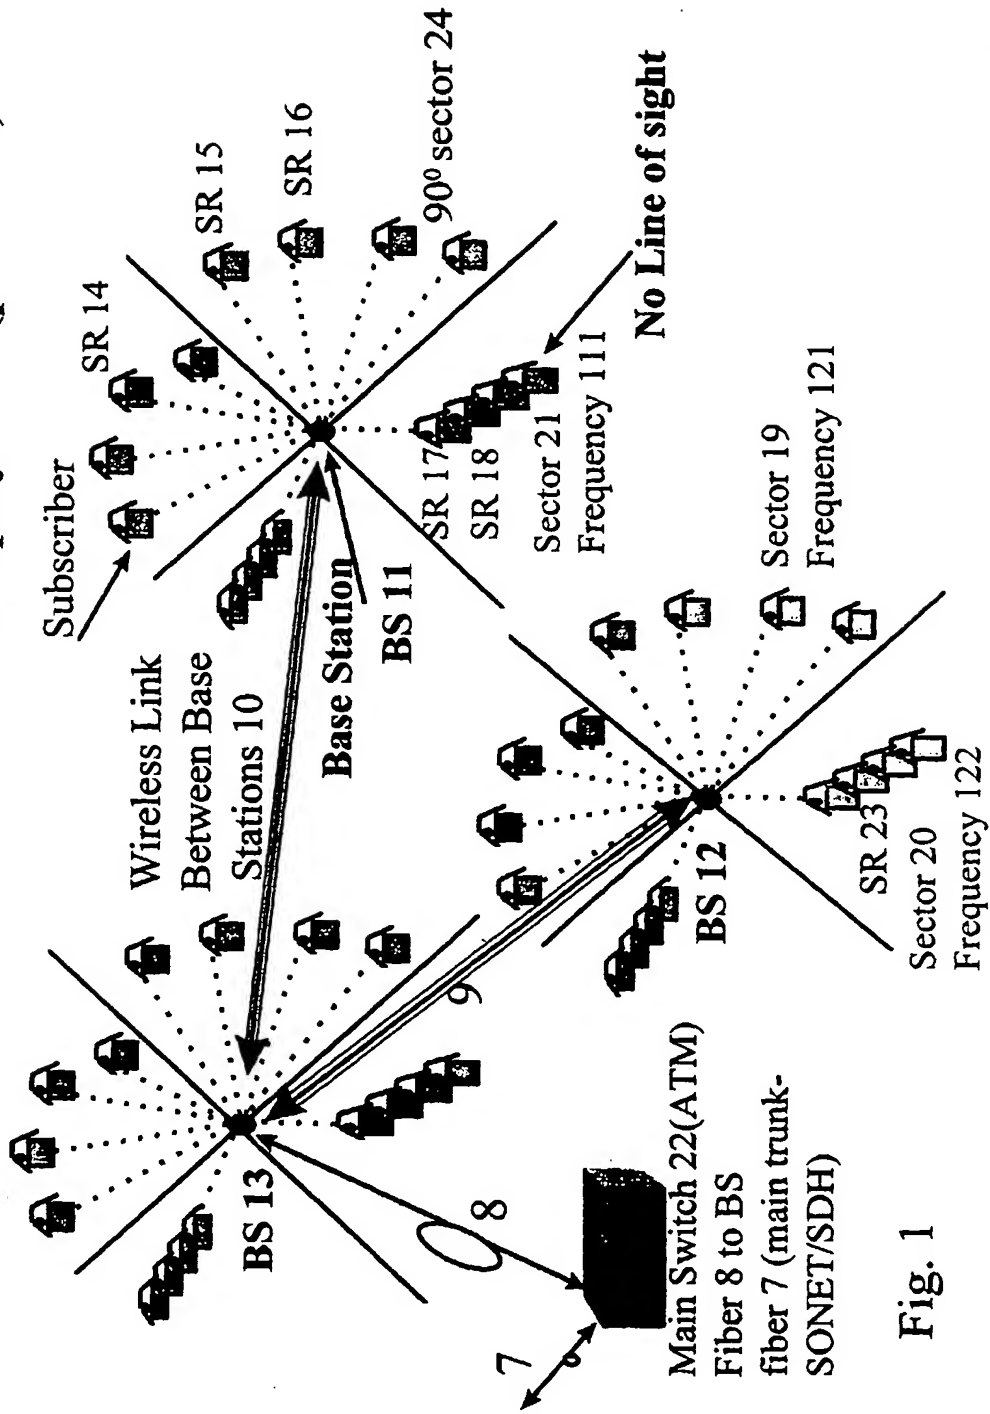 Subscriber
SR 14
SR 15
SR 16
90⁰ sector 24
Wireless Link
Between Base
Stations 10
Base Station
BS 11
SR 17
SR 18
Sector 21
Frequency 111
No Line of sight
BS 13
9
8
7
BS 12
SR 23
Sector 20
Frequency 122
Sector 19
Frequency 121
Main Switch 22(ATM)
Fiber 8 to BS
fiber 7 (main trunk-
SONET/SDH)
Fig. 1